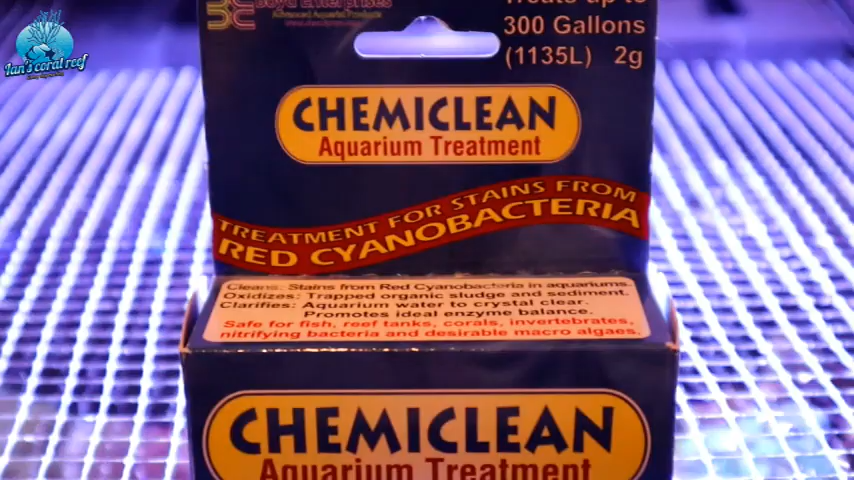 Boyd Enterprises
Advanced Aquarist Products
Treats up to
300 Gallons
(1135L) 2g
Ian's coral reef
CHEMICLEAN
Aquarium Treatment
TREATMENT FOR STAINS FROM
RED CYANOBACTERIA
Cleans: Stains from Red Cyanobacteria in aquariums.
Oxidizes: Trapped organic sludge and sediment.
Clarifies: Aquarium water to crystal clear.
Promotes ideal enzyme balance.
Safe for fish, reef tanks, corals, invertebrates,
nitrifying bacteria and desirable macro algaes.
CHEMICLEAN
Aquarium Treatment